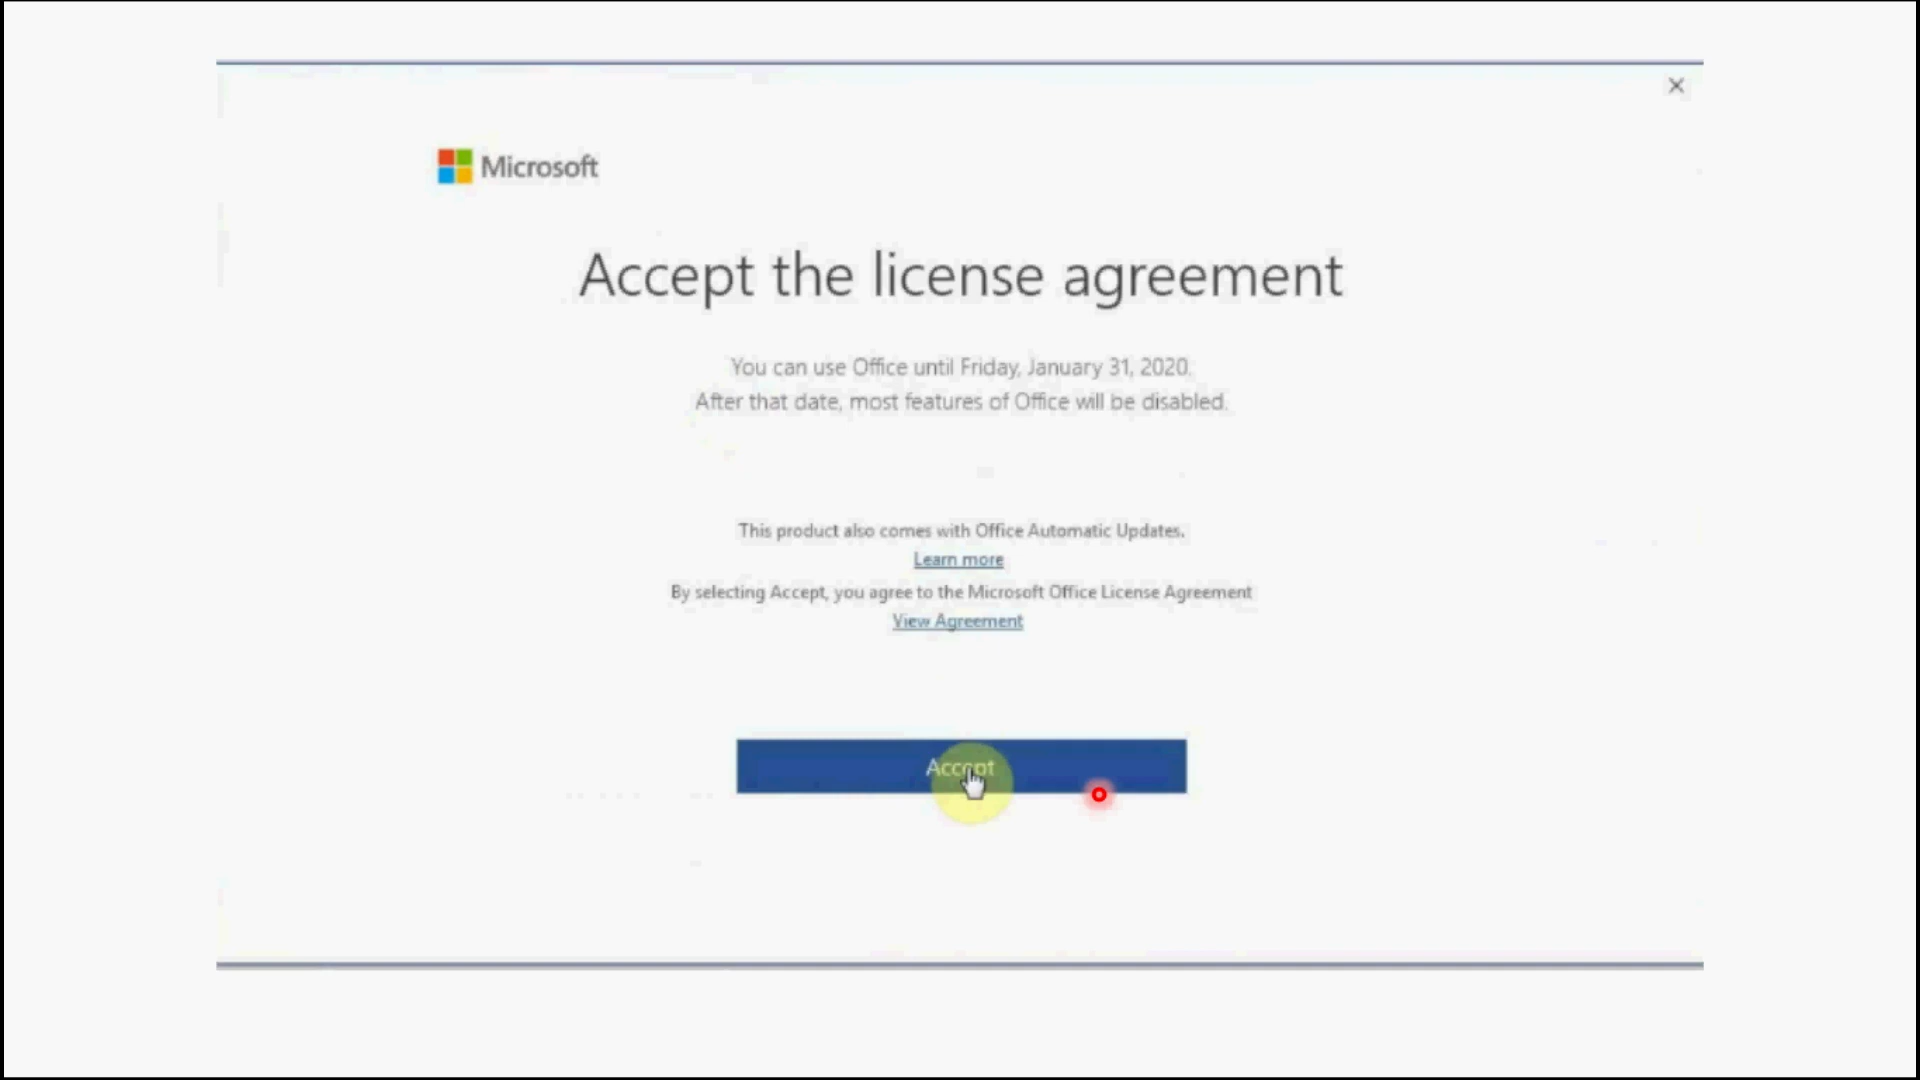 Microsoft
Accept the license agreement
You can use Office until Friday, January 31, 2020.
After that date, most features of Office will be disabled.
This product also comes with Office Automatic Updates.
Learn more
By selecting Accept, you agree to the Microsoft Office License Agreement
View Agreement
Accept